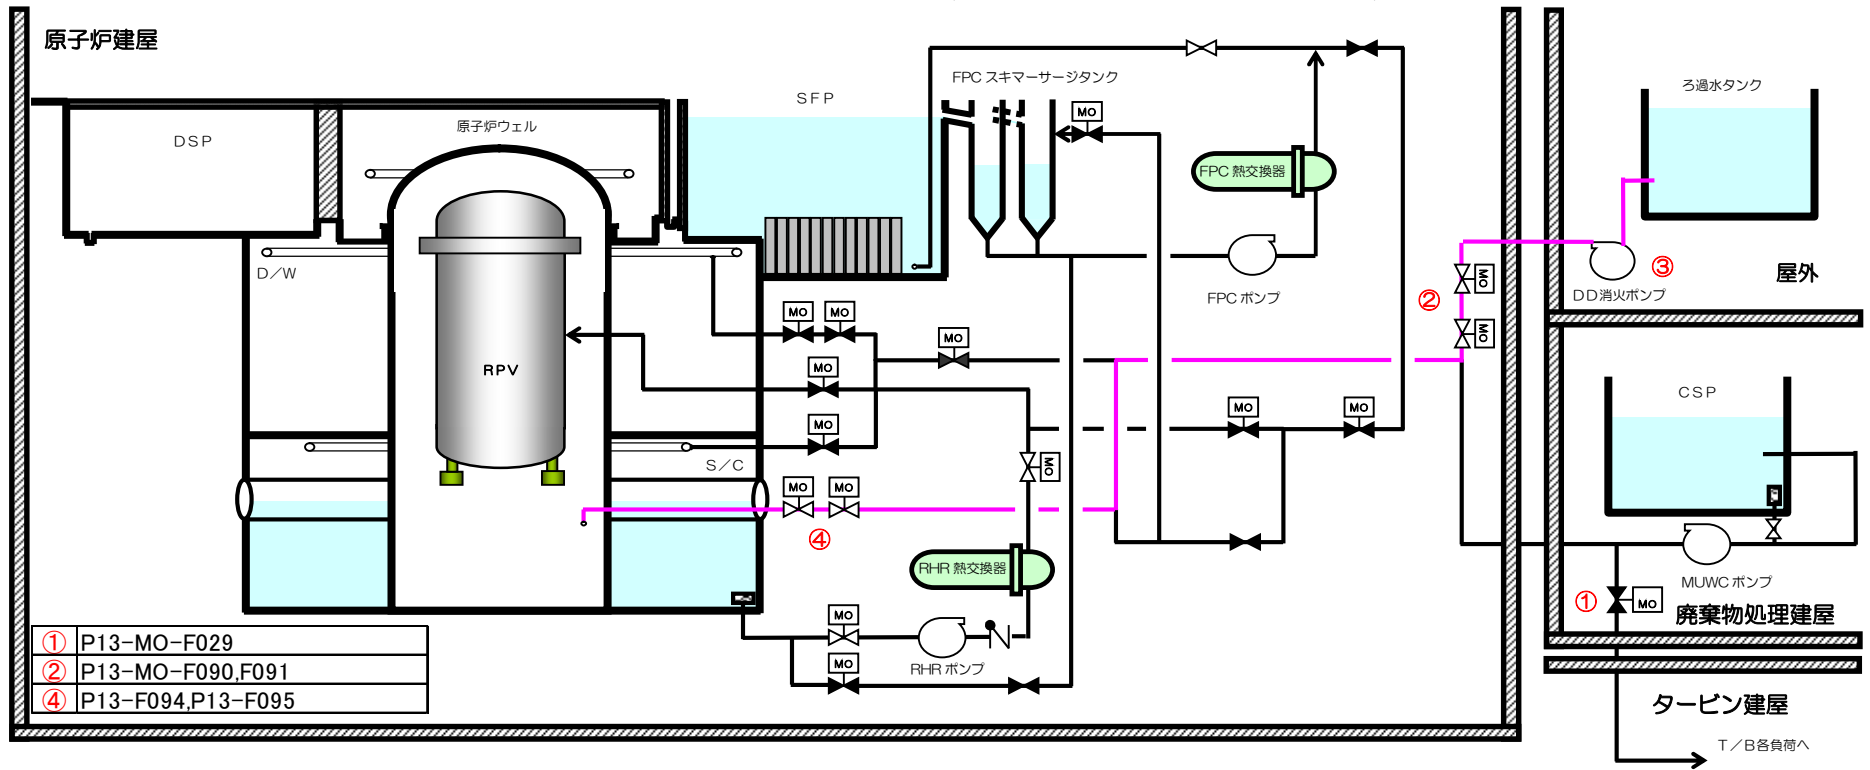 原子炉建屋
DSP
原子炉ウェル
SFP
FPC スキマーサージタンク
MO
FPC 熱交換器
ろ過水タンク
D/W
RPV
S/C
MO
MO
MO
MO
MO
FPC ポンプ
②
MO
MO
③
DD消火ポンプ
屋外
MO
MO
MO
CSP
MO
MO
④
RHR 熱交換器
MO
RHR ポンプ
MO
MUWC ポンプ
①
MO
廃棄物処理建屋
① P13-MO-F029
② P13-MO-F090,F091
④ P13-F094,P13-F095
タービン建屋
T/B各負荷へ